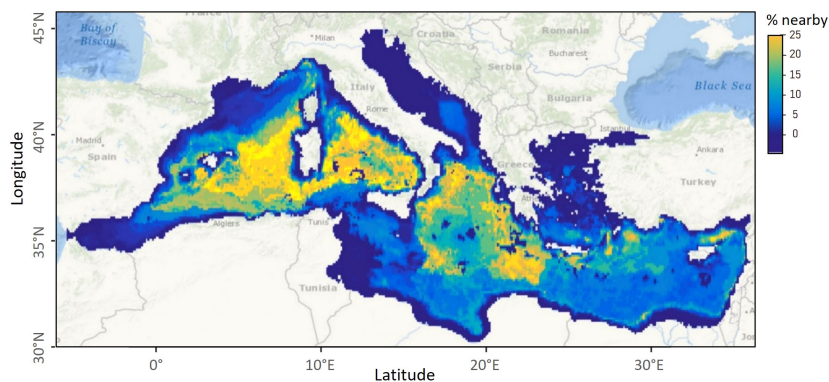 France
% nearby
45°N
Bay of
Biscay
Croatia
Romania
25
Milan
Bucharest
20
Serbia
15
Italy
Black Sea
10
Rome
Bulgaria
5
Istanbul
0
40°N
Madrid
Ankara
Spain
Greece
Turkey
Longitude
Algiers
Tunis
35°N
Tunisia
30°N
0°
10°E
20°E
30°E
Latitude